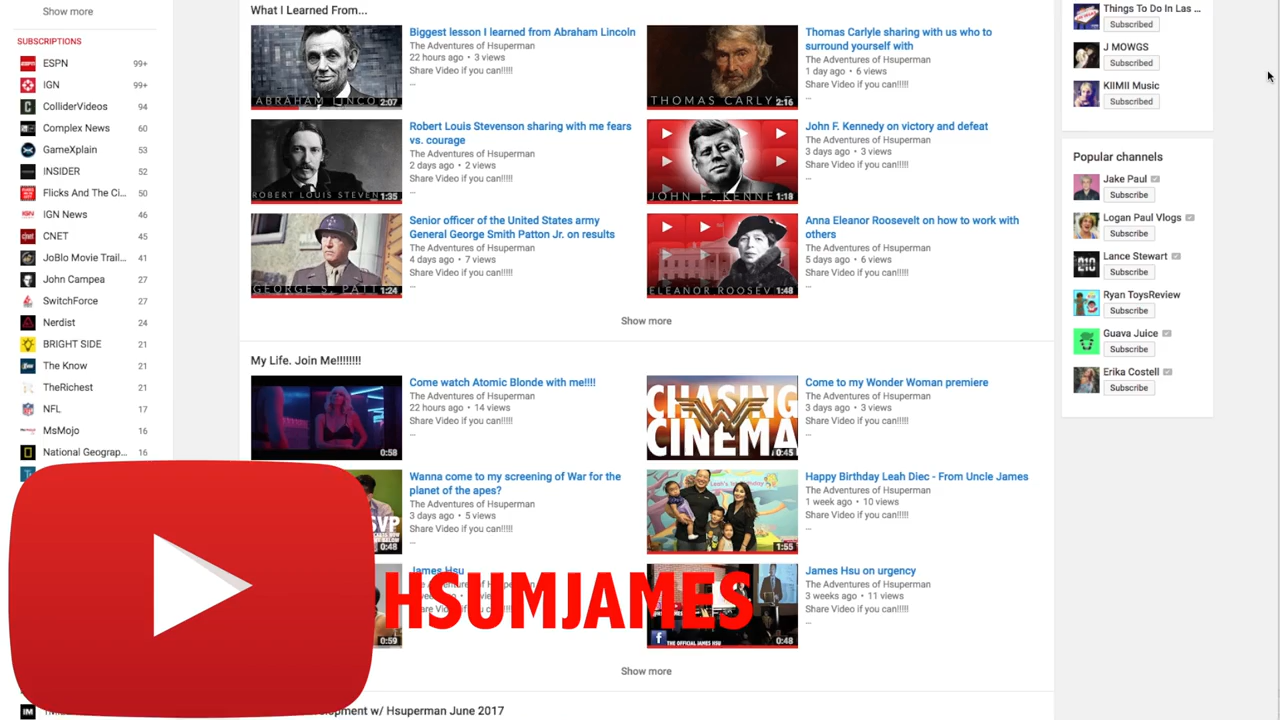 Show more
SUBSCRIPTIONS
ESPN 99+
IGN 99+
ColliderVideos 94
Complex News 60
GameXplain 53
INSIDER 52
Flicks And The Ci... 50
IGN News 46
CNET 45
JoBlo Movie Trail... 41
John Campea 27
SwitchForce 27
Nerdist 24
BRIGHT SIDE 21
The Know 21
TheRichest 21
NFL 17
MsMojo 16
National Geograp... 16
What I Learned From...
ABRAHAM LINCO 2:07
Biggest lesson I learned from Abraham Lincoln
The Adventures of Hsuperman
22 hours ago • 3 views
Share Video if you can!!!!!
...
THOMAS CARLYLE 2:16
Thomas Carlyle sharing with us who to
surround yourself with
The Adventures of Hsuperman
1 day ago • 6 views
Share Video if you can!!!!!
...
ROBERT LOUIS STEVEN 1:35
Robert Louis Stevenson sharing with me fears
vs. courage
The Adventures of Hsuperman
2 days ago • 2 views
Share Video if you can!!!!!
...
JOHN F. KENNE 1:18
John F. Kennedy on victory and defeat
The Adventures of Hsuperman
3 days ago • 3 views
Share Video if you can!!!!!
...
GEORGE S. PATT 1:24
Senior officer of the United States army
General George Smith Patton Jr. on results
The Adventures of Hsuperman
4 days ago • 7 views
Share Video if you can!!!!!
...
ELEANOR ROOSEV 1:48
Anna Eleanor Roosevelt on how to work with
others
The Adventures of Hsuperman
5 days ago • 6 views
Share Video if you can!!!!!
...
Show more
My Life. Join Me!!!!!!!!
0:58
Come watch Atomic Blonde with me!!!!
The Adventures of Hsuperman
22 hours ago • 14 views
Share Video if you can!!!!!
...
CHASING
CINEMA
0:45
Come to my Wonder Woman premiere
The Adventures of Hsuperman
3 days ago • 3 views
Share Video if you can!!!!!
...
SVP
0:48
Wanna come to my screening of War for the
planet of the apes?
The Adventures of Hsuperman
3 days ago • 5 views
Share Video if you can!!!!!
...
1:55
Happy Birthday Leah Diec - From Uncle James
The Adventures of Hsuperman
1 week ago • 10 views
Share Video if you can!!!!!
...
0:59
James Hsu
HSUMJAMES
THE OFFICIAL JAMES HSU
0:48
James Hsu on urgency
The Adventures of Hsuperman
3 weeks ago • 11 views
Share Video if you can!!!!!
...
Show more
opment w/ Hsuperman June 2017
Things To Do In Las ...
Subscribed
J MOWGS
Subscribed
KIIMII Music
Subscribed
Popular channels
Jake Paul
Subscribe
Logan Paul Vlogs
Subscribe
Lance Stewart
Subscribe
Ryan ToysReview
Subscribe
Guava Juice
Subscribe
Erika Costell
Subscribe